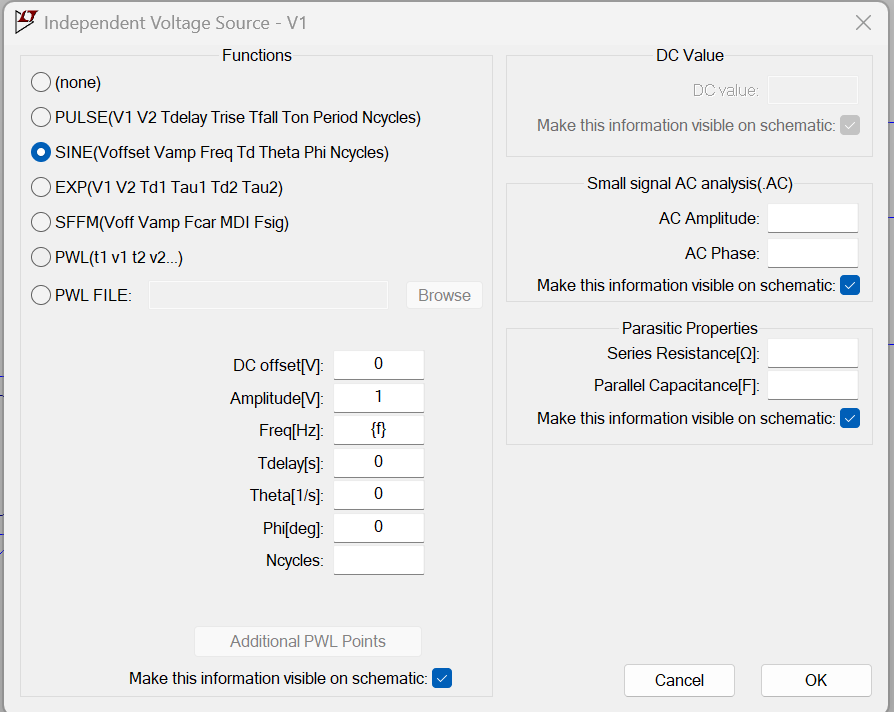 Independent Voltage Source - V1
Functions
(none)
PULSE(V1 V2 Tdelay Trise Tfall Ton Period Ncycles)
SINE(Voffset Vamp Freq Td Theta Phi Ncycles)
EXP(V1 V2 Td1 Tau1 Td2 Tau2)
SFFM(Voff Vamp Fcar MDI Fsig)
PWL(t1 v1 t2 v2...)
PWL FILE: Browse
DC offset[V]: 0
Amplitude[V]: 1
Freq[Hz]: {f}
Tdelay[s]: 0
Theta[1/s]: 0
Phi[deg]: 0
Ncycles:
Additional PWL Points
Make this information visible on schematic:
DC Value
DC value:
Make this information visible on schematic:
Small signal AC analysis(.AC)
AC Amplitude:
AC Phase:
Make this information visible on schematic:
Parasitic Properties
Series Resistance[Ω]:
Parallel Capacitance[F]:
Make this information visible on schematic:
Cancel OK